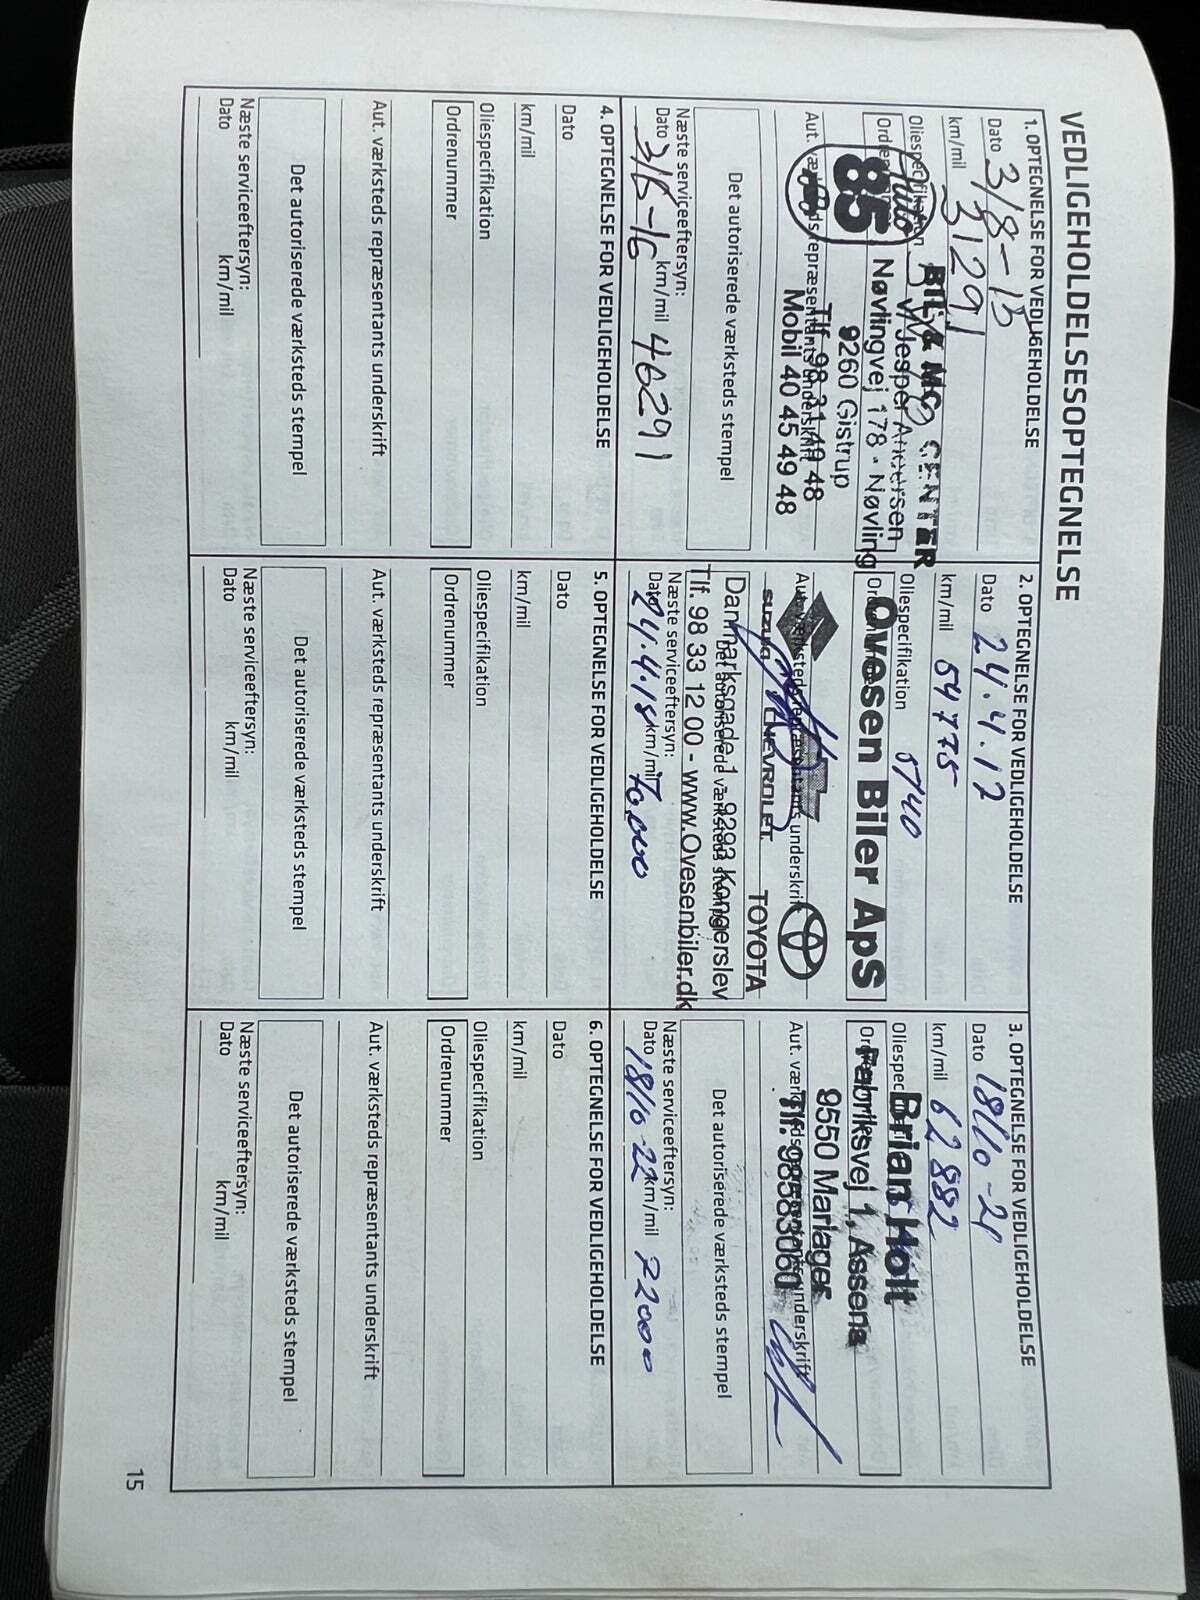 VEDLIGEHOLDELSESOPTEGNELSE
1. OPTEGNELSE FOR VEDLIGEHOLDELSE
Dato 3/8-15
km/mil 31291
Oliespecifikation
Auto 85
BIL & MC CENTER
V/Jesper Andersen
Nøvlingvej 178 - Nøvling
9260 Gistrup
Tlf. 98 31 49 48
Mobil 40 45 49 48
Aut. værksteds repræsentants underskrift
Det autoriserede værksteds stempel
Næste serviceeftersyn:
Dato 3/6-16 km/mil 46291
2. OPTEGNELSE FOR VEDLIGEHOLDELSE
Dato 24.4.17
km/mil 54775
Oliespecifikation 5W40
Ovesen Biler ApS
Aut. værksteds repræsentants underskrift
SUZUKI CHEVROLET TOYOTA
Danmarksgade 1 - 9293 Kongerslev
Det autoriserede værksteds stempel
Tlf. 98 33 12 00 - www.Ovesenbiler.dk
Næste serviceeftersyn:
Dato 24.4.18 km/mil 70.000
3. OPTEGNELSE FOR VEDLIGEHOLDELSE
Dato 18/10-21
km/mil 62882
Brian Holt
Fabriksvej 1, Assens
9550 Mariager
Tlf. 98583060
Aut. værksteds repræsentants underskrift
Det autoriserede værksteds stempel
Næste serviceeftersyn:
Dato 18/10-22 km/mil 72000
4. OPTEGNELSE FOR VEDLIGEHOLDELSE
Dato
km/mil
Oliespecifikation
Ordrenummer
Aut. værksteds repræsentants underskrift
Det autoriserede værksteds stempel
Næste serviceeftersyn:
Dato km/mil
5. OPTEGNELSE FOR VEDLIGEHOLDELSE
Dato
km/mil
Oliespecifikation
Ordrenummer
Aut. værksteds repræsentants underskrift
Det autoriserede værksteds stempel
Næste serviceeftersyn:
Dato km/mil
6. OPTEGNELSE FOR VEDLIGEHOLDELSE
Dato
km/mil
Oliespecifikation
Ordrenummer
Aut. værksteds repræsentants underskrift
Det autoriserede værksteds stempel
Næste serviceeftersyn:
Dato km/mil
15